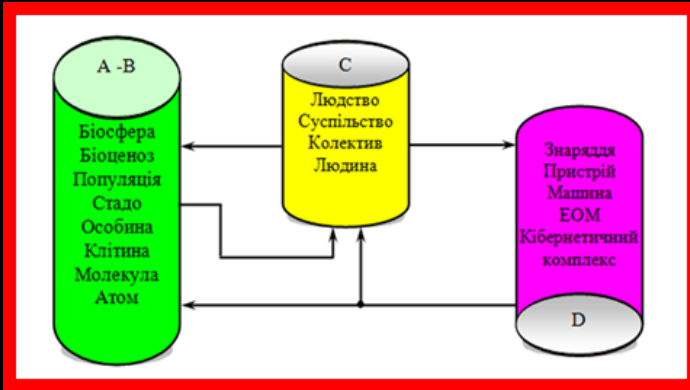 А -В
Біосфера
Біоценоз
Популяція
Стадо
Особина
Клітина
Молекула
Атом
С
Людство
Суспільство
Колектив
Людина
Знаряддя
Пристрій
Машина
ЕОМ
Кібернетичний
комплекс
D